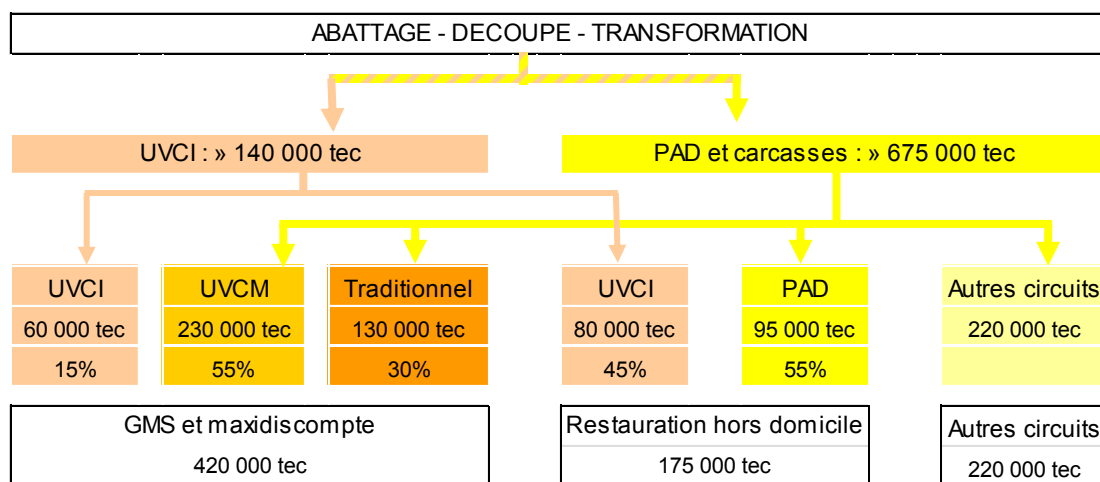 ABATTAGE - DECOUPE - TRANSFORMATION
UVCI : » 140 000 tec
PAD et carcasses : » 675 000 tec
UVCI
UVCM
Traditionnel
UVCI
PAD
Autres circuits
60 000 tec
230 000 tec
130 000 tec
80 000 tec
95 000 tec
220 000 tec
15%
55%
30%
45%
55%
GMS et maxidiscompte
Restauration hors domicile
Autres circuits
420 000 tec
175 000 tec
220 000 tec